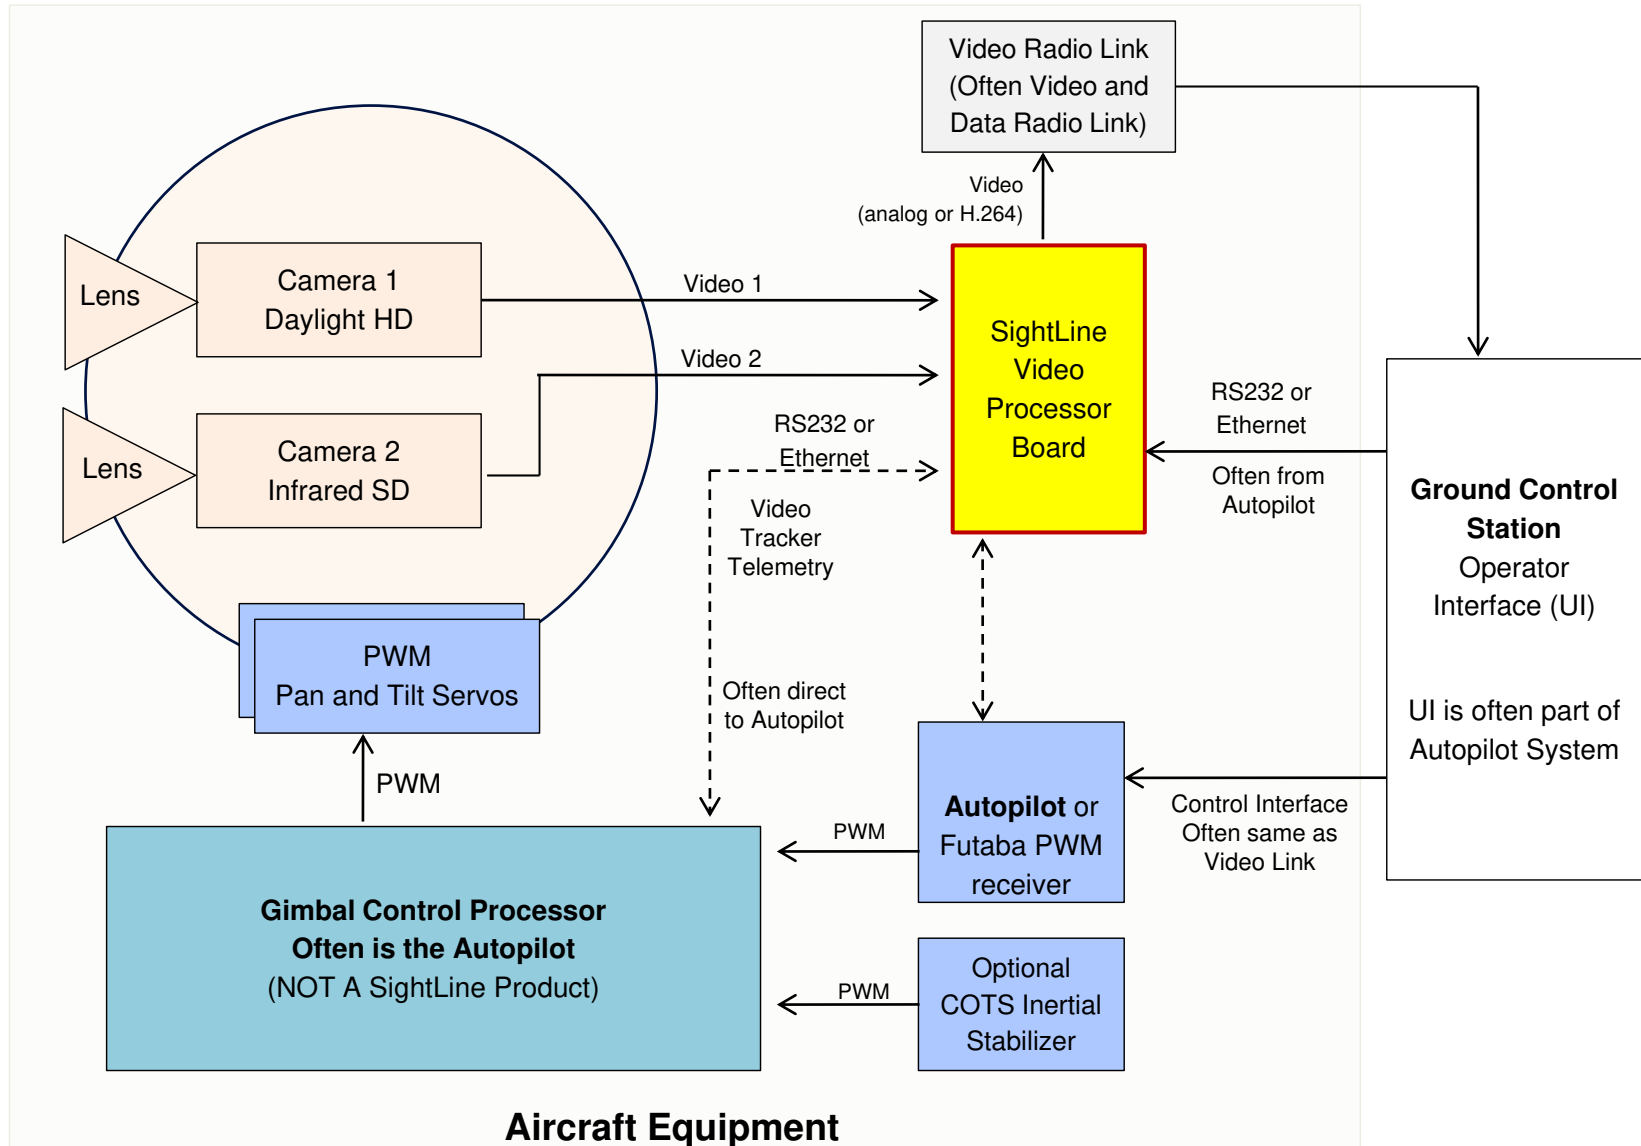 Video Radio Link
(Often Video and
Data Radio Link)
Video
(analog or H.264)
Lens
Camera 1
Daylight HD
Video 1
Video 2
Lens
Camera 2
Infrared SD
SightLine
Video
Processor
Board
RS232 or
Ethernet
Video
Tracker
Telemetry
Often direct
to Autopilot
RS232 or
Ethernet
Often from
Autopilot
Ground Control
Station
Operator
Interface (UI)
UI is often part of
Autopilot System
PWM
Pan and Tilt Servos
PWM
Autopilot or
Futaba PWM
receiver
Control Interface
Often same as
Video Link
PWM
Gimbal Control Processor
Often is the Autopilot
(NOT A SightLine Product)
PWM
Optional
COTS Inertial
Stabilizer
Aircraft Equipment